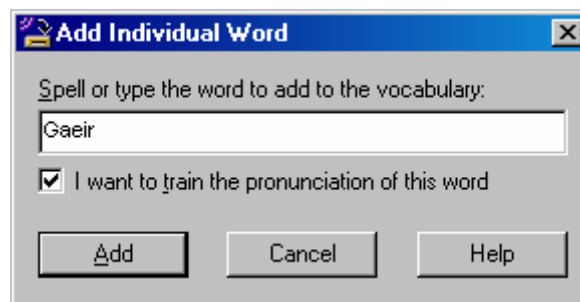 Add Individual Word
Spell or type the word to add to the vocabulary:
Gaeir
I want to train the pronunciation of this word
Add Cancel Help